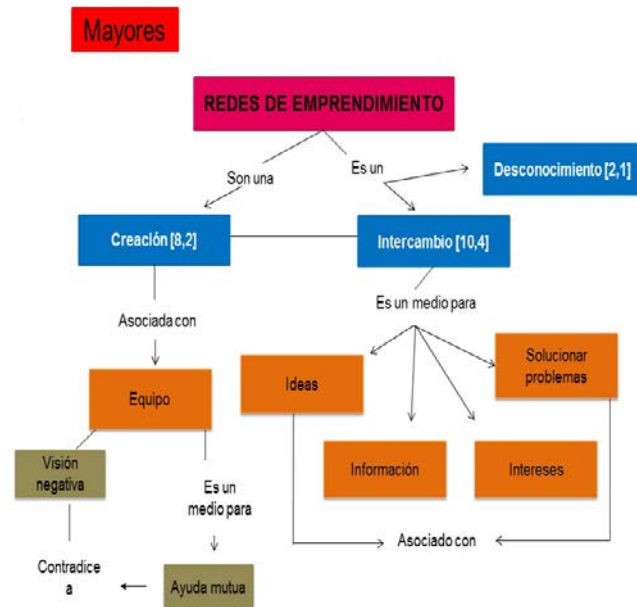 Mayores
REDES DE EMPRENDIMIENTO
Son una
Es un
Desconocimiento [2,1]
Creación [8,2]
Intercambio [10,4]
Asociada con
Es un medio para
Equipo
Ideas
Solucionar
problemas
Visión
negativa
Información
Intereses
Es un
medio para
Contradice
a
Ayuda mutua
Asociado con